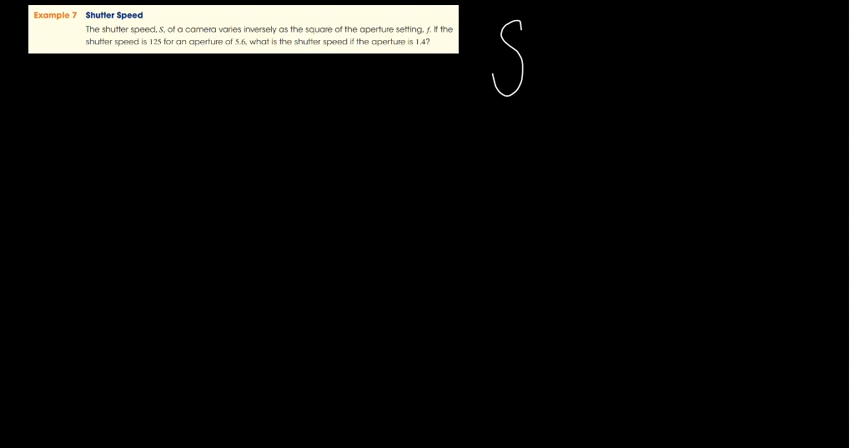 Example 7 Shutter Speed
The shutter speed, S, of a camera varies inversely as the square of the aperture setting, f. If the
shutter speed is 125 for an aperture of 5.6, what is the shutter speed if the aperture is 1.4?
S